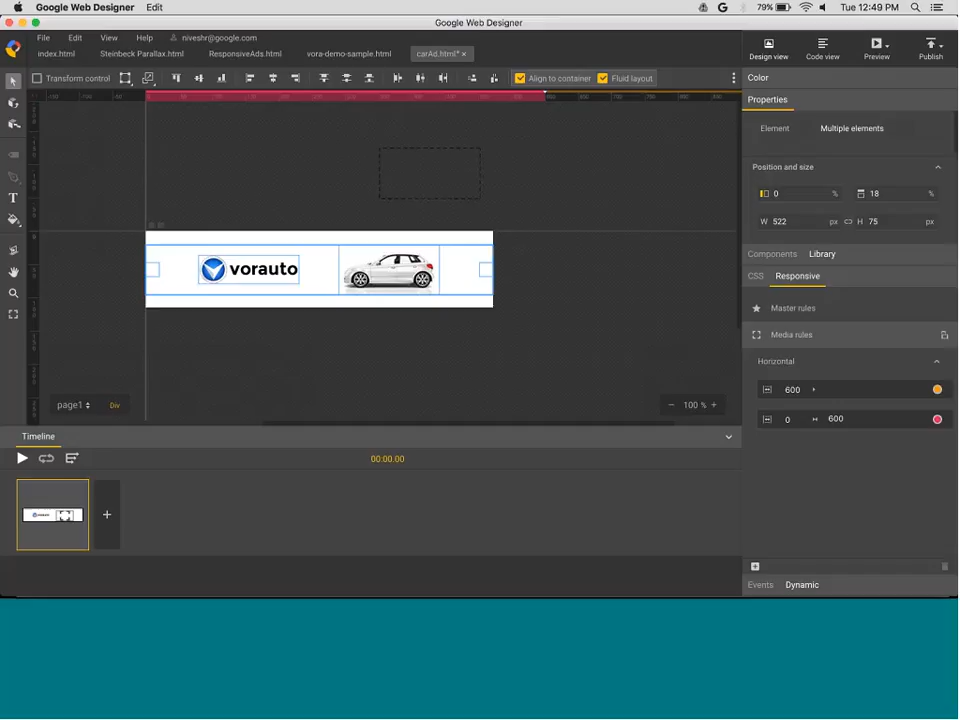 Google Web Designer Edit 79% Tue 12:49 PM
Google Web Designer
File Edit View Help niveshr@google.com
index.html Steinbeck Parallax.html ResponsiveAds.html vora-demo-sample.html carAd.html* ×
Design view Code view Preview Publish
Transform control Align to container Fluid layout
Color
Properties
Element Multiple elements
Position and size
0 % 18 %
W 522 px H 75 px
Components Library
CSS Responsive
Master rules
Media rules
Horizontal
600
0 600
vorauto
page1 Div
100 %
Timeline
00:00.00
Events Dynamic